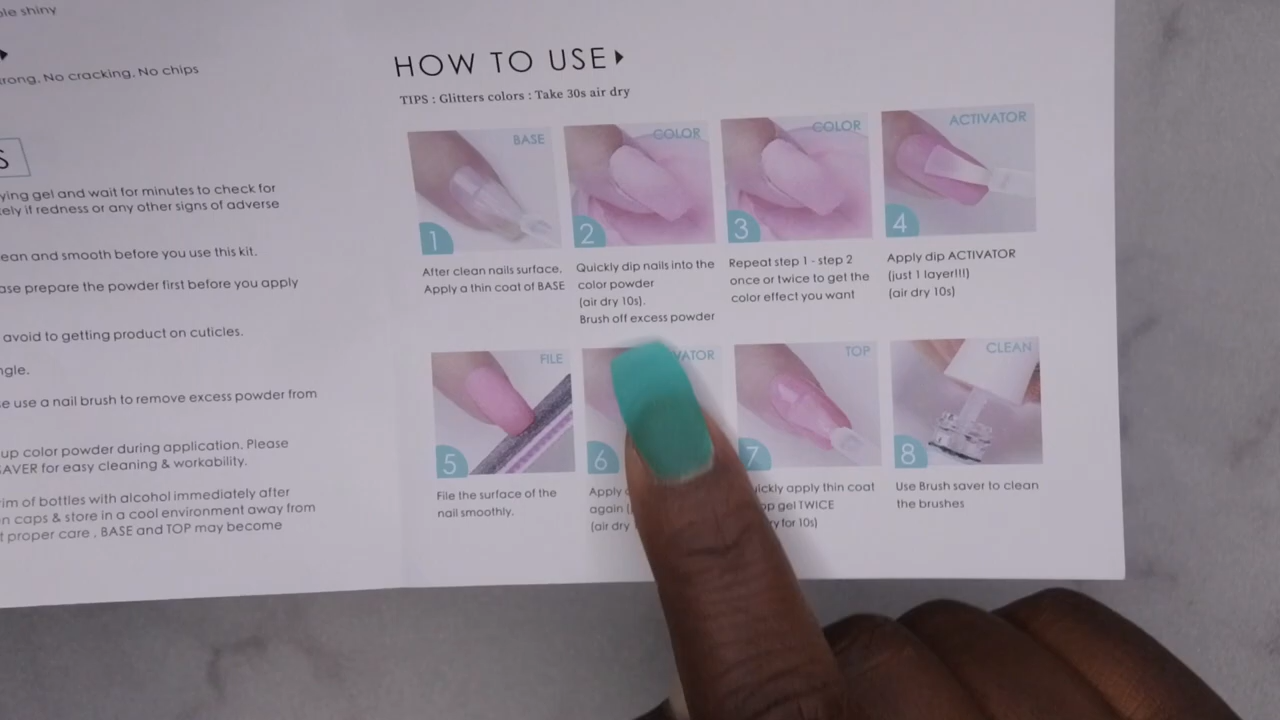 ble shiny
rong. No cracking. No chips
S
ying gel and wait for minutes to check for
ely if redness or any other signs of adverse
ean and smooth before you use this kit.
ase prepare the powder first before you apply
avoid to getting product on cuticles.
ngle.
e use a nail brush to remove excess powder from
up color powder during application. Please
SAVER for easy cleaning & workability.
rim of bottles with alcohol immediately after
n caps & store in a cool environment away from
t proper care . BASE and TOP may become
HOW TO USE
TIPS : Glitters colors : Take 30s air dry
BASE
1
After clean nails surface.
Apply a thin coat of BASE
COLOR
2
Quickly dip nails into the
color powder
(air dry 10s).
Brush off excess powder
COLOR
3
Repeat step 1 - step 2
once or twice to get the
color effect you want
ACTIVATOR
4
Apply dip ACTIVATOR
(just 1 layer!!!)
(air dry 10s)
FILE
5
File the surface of the
nail smoothly.
VATOR
6
Apply
again
(air dry
TOP
7
ickly apply thin coat
op gel TWICE
ry for 10s)
CLEAN
8
Use Brush saver to clean
the brushes